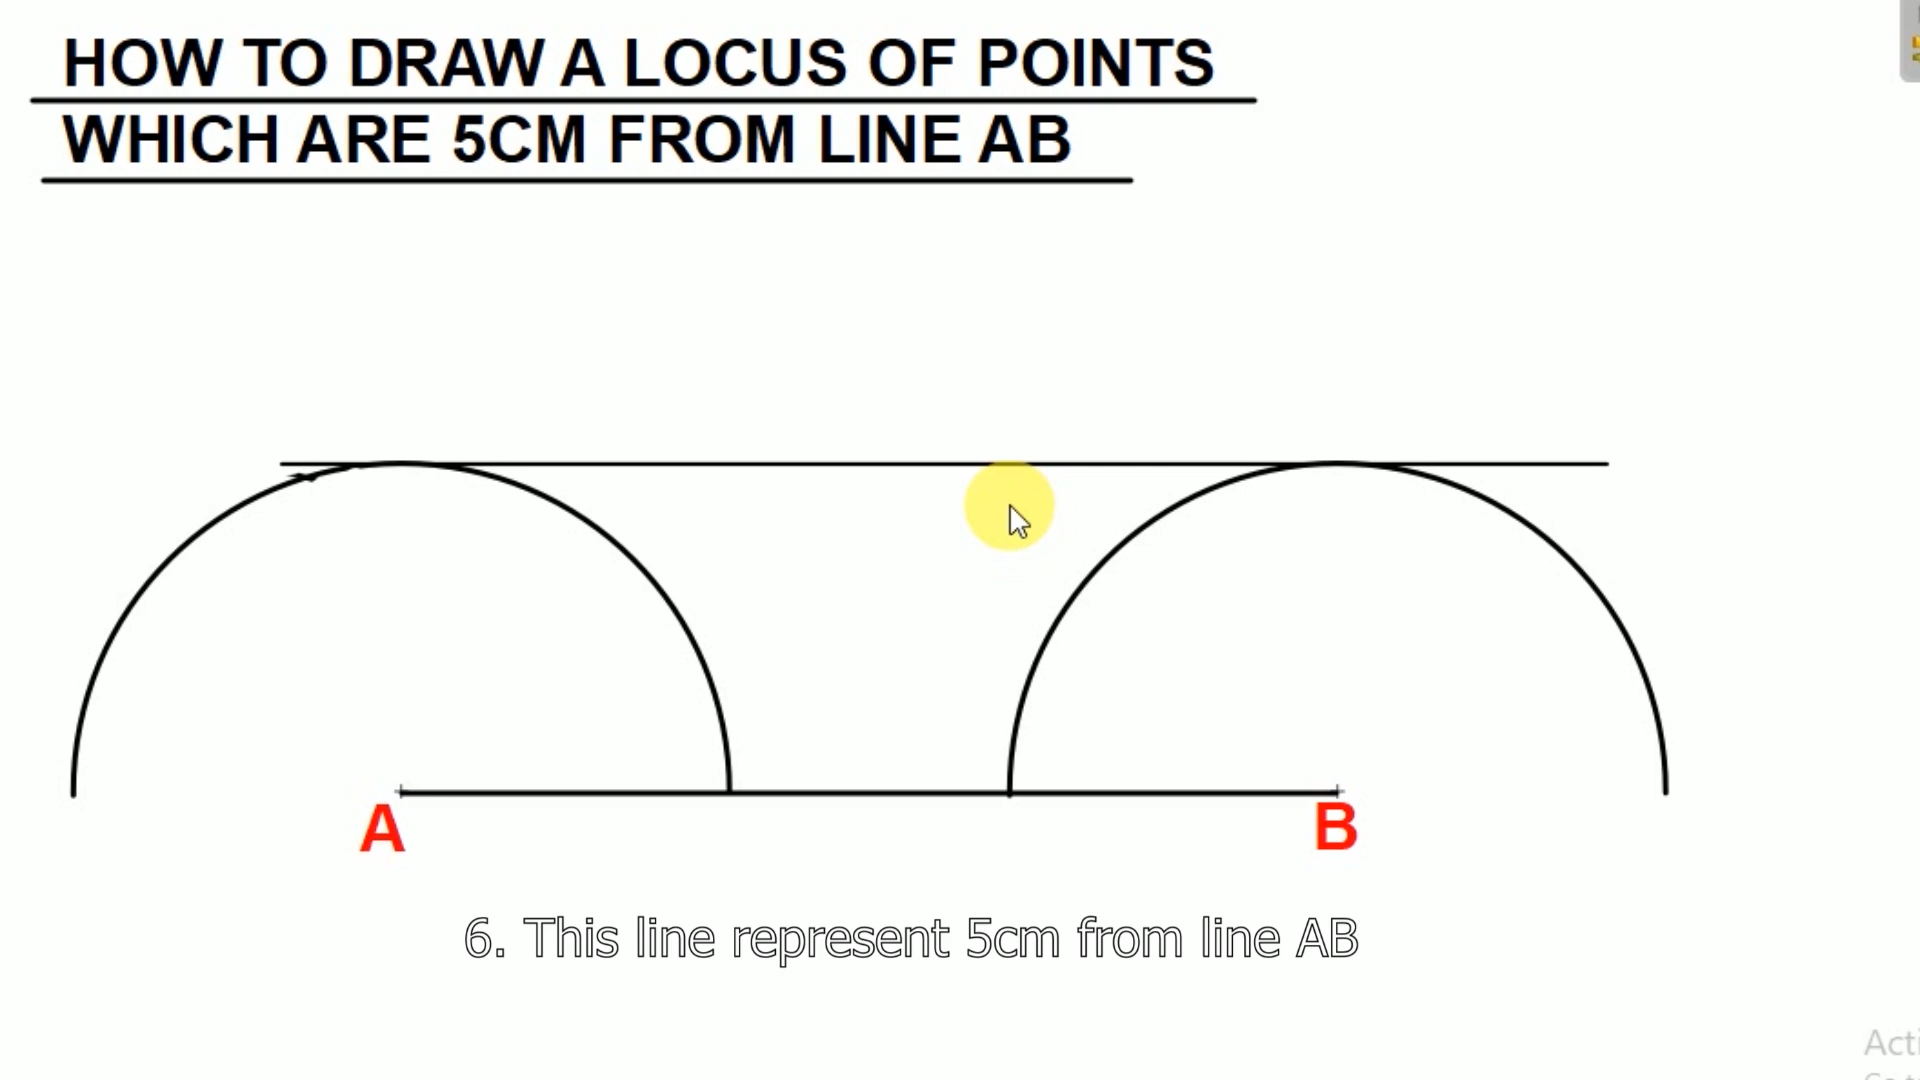 HOW TO DRAW A LOCUS OF POINTS
WHICH ARE 5CM FROM LINE AB
A
B
6. This line represent 5cm from line AB
Acti